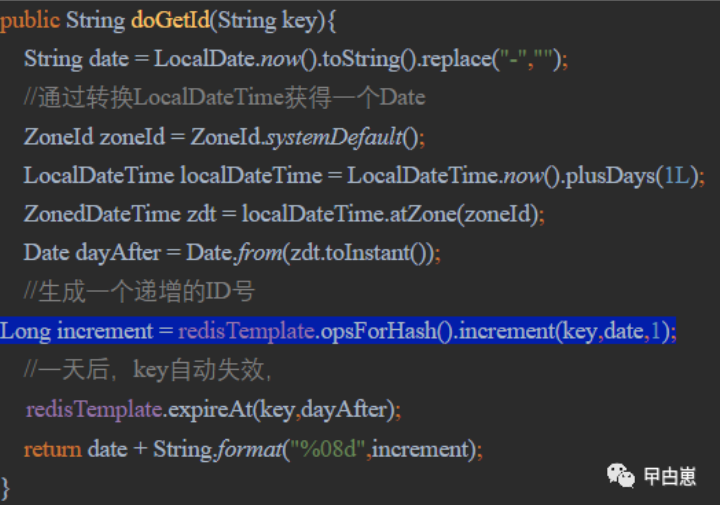 public String doGetId(String key){
String date = LocalDate.now().toString().replace("-","");
//通过转换LocalDateTime获得一个Date
ZoneId zoneId = ZoneId.systemDefault();
LocalDateTime localDateTime = LocalDateTime.now().plusDays(1L);
ZonedDateTime zdt = localDateTime.atZone(zoneId);
Date dayAfter = Date.from(zdt.toInstant());
//生成一个递增的ID号
Long increment = redisTemplate.opsForHash().increment(key,date,1);
//一天后，key自动失效，
redisTemplate.expireAt(key,dayAfter);
return date + String.format("%08d",increment);
}
曱甴崽